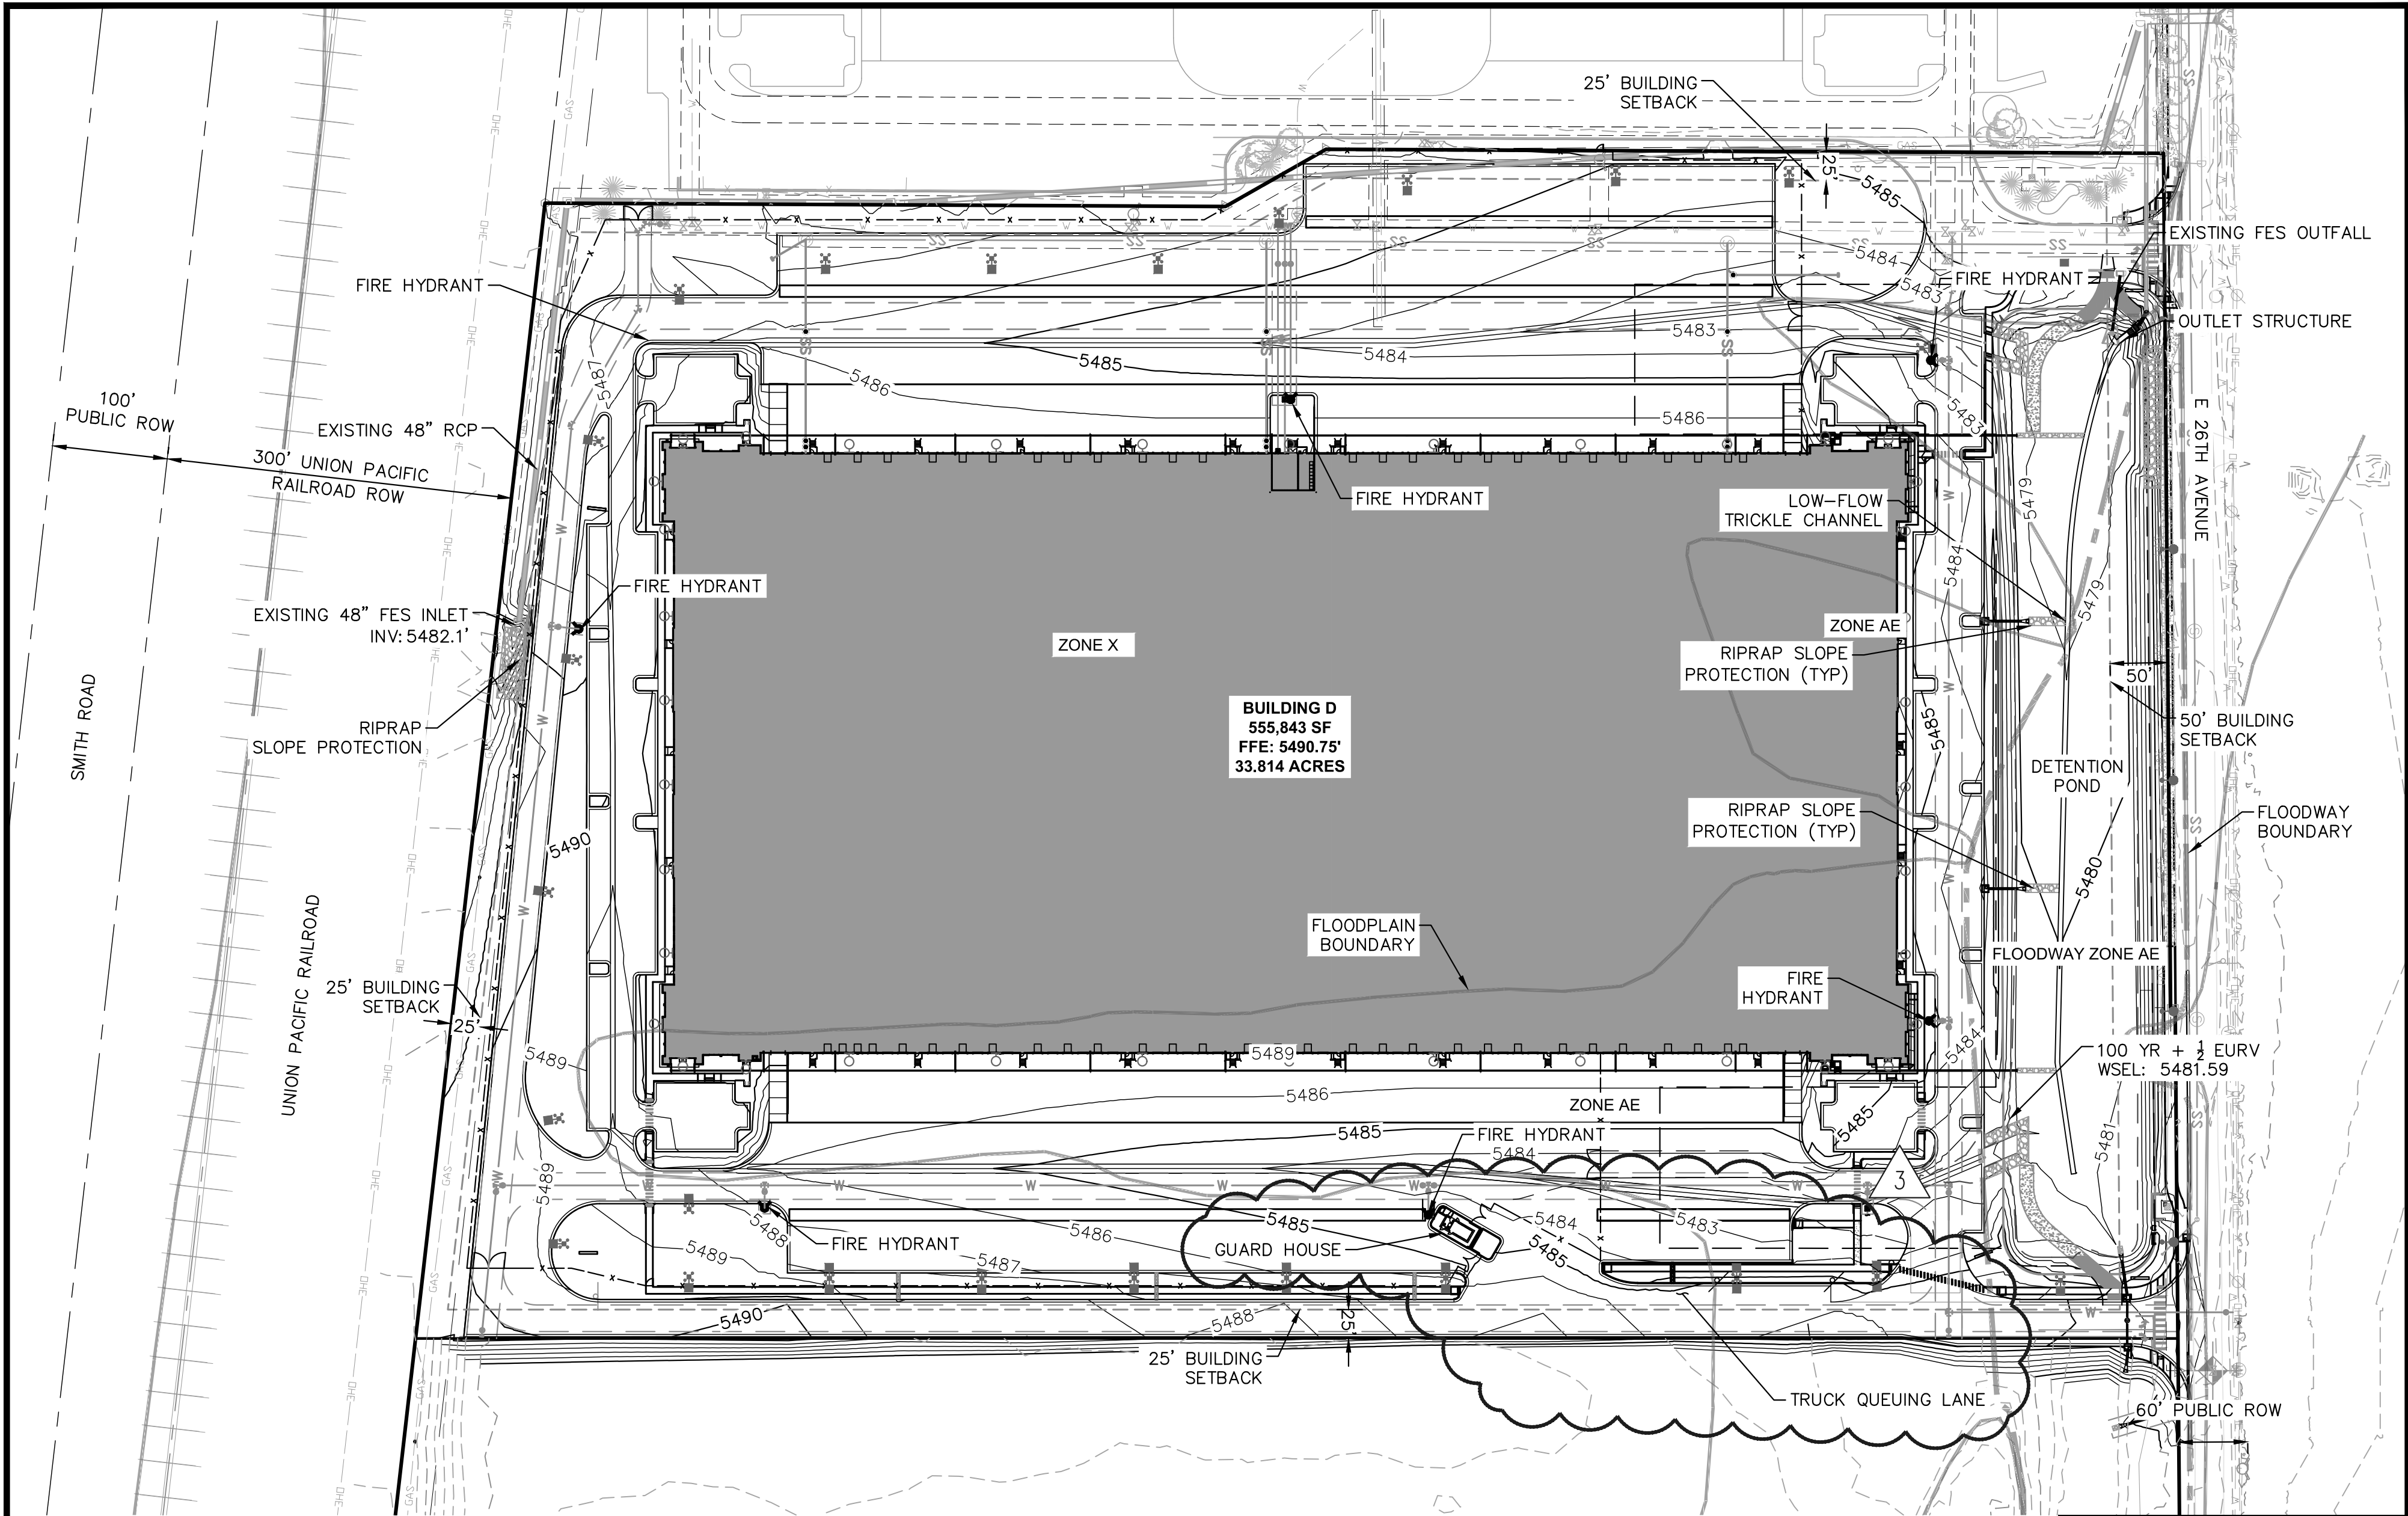 25' BUILDING
SETBACK
25'
5485
EXISTING FES OUTFALL
5484
FIRE HYDRANT
FIRE HYDRANT
5483
OUTLET STRUCTURE
5483
5484
5485
5486
5487
5486
5483
100'
PUBLIC ROW
EXISTING 48" RCP
300' UNION PACIFIC
RAILROAD ROW
E 26TH AVENUE
FIRE HYDRANT
LOW-FLOW
TRICKLE CHANNEL
5479
5484
5479
FIRE HYDRANT
EXISTING 48" FES INLET
INV: 5482.1'
ZONE X
ZONE AE
RIPRAP SLOPE
PROTECTION (TYP)
50'
BUILDING D
555,843 SF
FFE: 5490.75'
33.814 ACRES
SMITH ROAD
RIPRAP
SLOPE PROTECTION
5485
50' BUILDING
SETBACK
DETENTION
POND
RIPRAP SLOPE
PROTECTION (TYP)
FLOODWAY
BOUNDARY
5490
5480
UNION PACIFIC RAILROAD
FLOODPLAIN
BOUNDARY
FLOODWAY ZONE AE
25' BUILDING
SETBACK
25'
FIRE
HYDRANT
5489
5489
5484
100 YR + ½ EURV
WSEL: 5481.59
5486
ZONE AE
5485
5485
FIRE HYDRANT
5484
5481
3
5489
5488
FIRE HYDRANT
5489
5487
5486
5485
GUARD HOUSE
5484
5485
5483
5490
5488
25'
25' BUILDING
SETBACK
TRUCK QUEUING LANE
60' PUBLIC ROW
GAS
OHE
SS
W